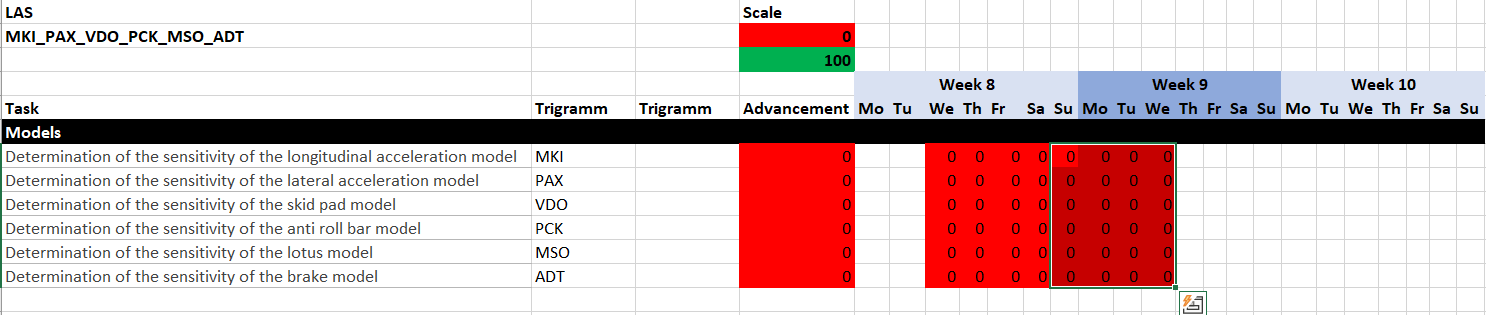 LAS Scale
MKI_PAX_VDO_PCK_MSO_ADT 0
100
Week 8 Week 9 Week 10
Task Trigramm Trigramm Advancement Mo Tu We Th Fr Sa Su Mo Tu We Th Fr Sa Su Mo Tu We Th Fr Sa Su
Models
Determination of the sensitivity of the longitudinal acceleration model MKI 0 0 0 0 0 0 0 0 0
Determination of the sensitivity of the lateral acceleration model PAX 0 0 0 0 0 0 0 0 0
Determination of the sensitivity of the skid pad model VDO 0 0 0 0 0 0 0 0 0
Determination of the sensitivity of the anti roll bar model PCK 0 0 0 0 0 0 0 0 0
Determination of the sensitivity of the lotus model MSO 0 0 0 0 0 0 0 0 0
Determination of the sensitivity of the brake model ADT 0 0 0 0 0 0 0 0 0